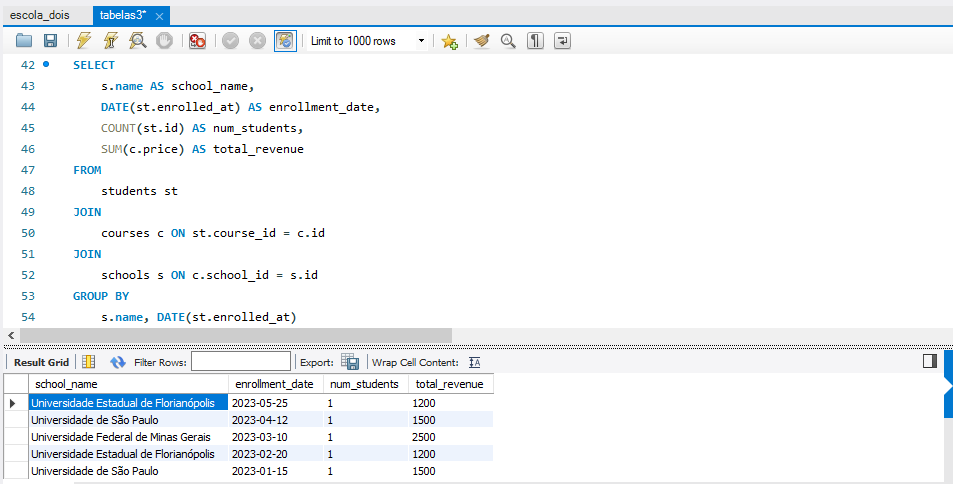 escola_dois tabelas3*
Limit to 1000 rows
42 SELECT
43 s.name AS school_name,
44 DATE(st.enrolled_at) AS enrollment_date,
45 COUNT(st.id) AS num_students,
46 SUM(c.price) AS total_revenue
47 FROM
48 students st
49 JOIN
50 courses c ON st.course_id = c.id
51 JOIN
52 schools s ON c.school_id = s.id
53 GROUP BY
54 s.name, DATE(st.enrolled_at)
Result Grid Filter Rows: Export: Wrap Cell Content:
school_name enrollment_date num_students total_revenue
Universidade Estadual de Florianópolis 2023-05-25 1 1200
Universidade de São Paulo 2023-04-12 1 1500
Universidade Federal de Minas Gerais 2023-03-10 1 2500
Universidade Estadual de Florianópolis 2023-02-20 1 1200
Universidade de São Paulo 2023-01-15 1 1500